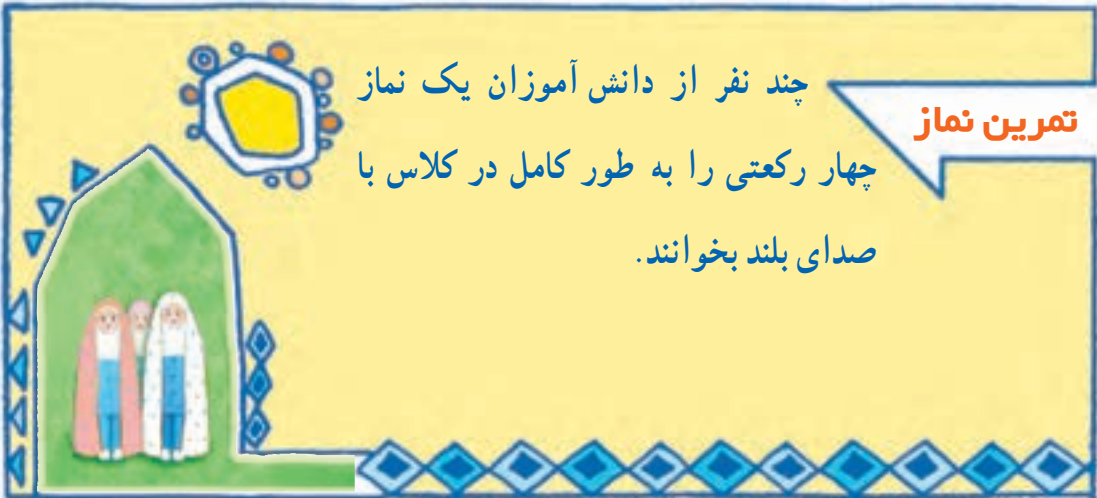 تمرین نماز
چند نفر از دانش آموزان یک نماز
چهار رکعتی را به طور کامل در کلاس با
صدای بلند بخوانند.